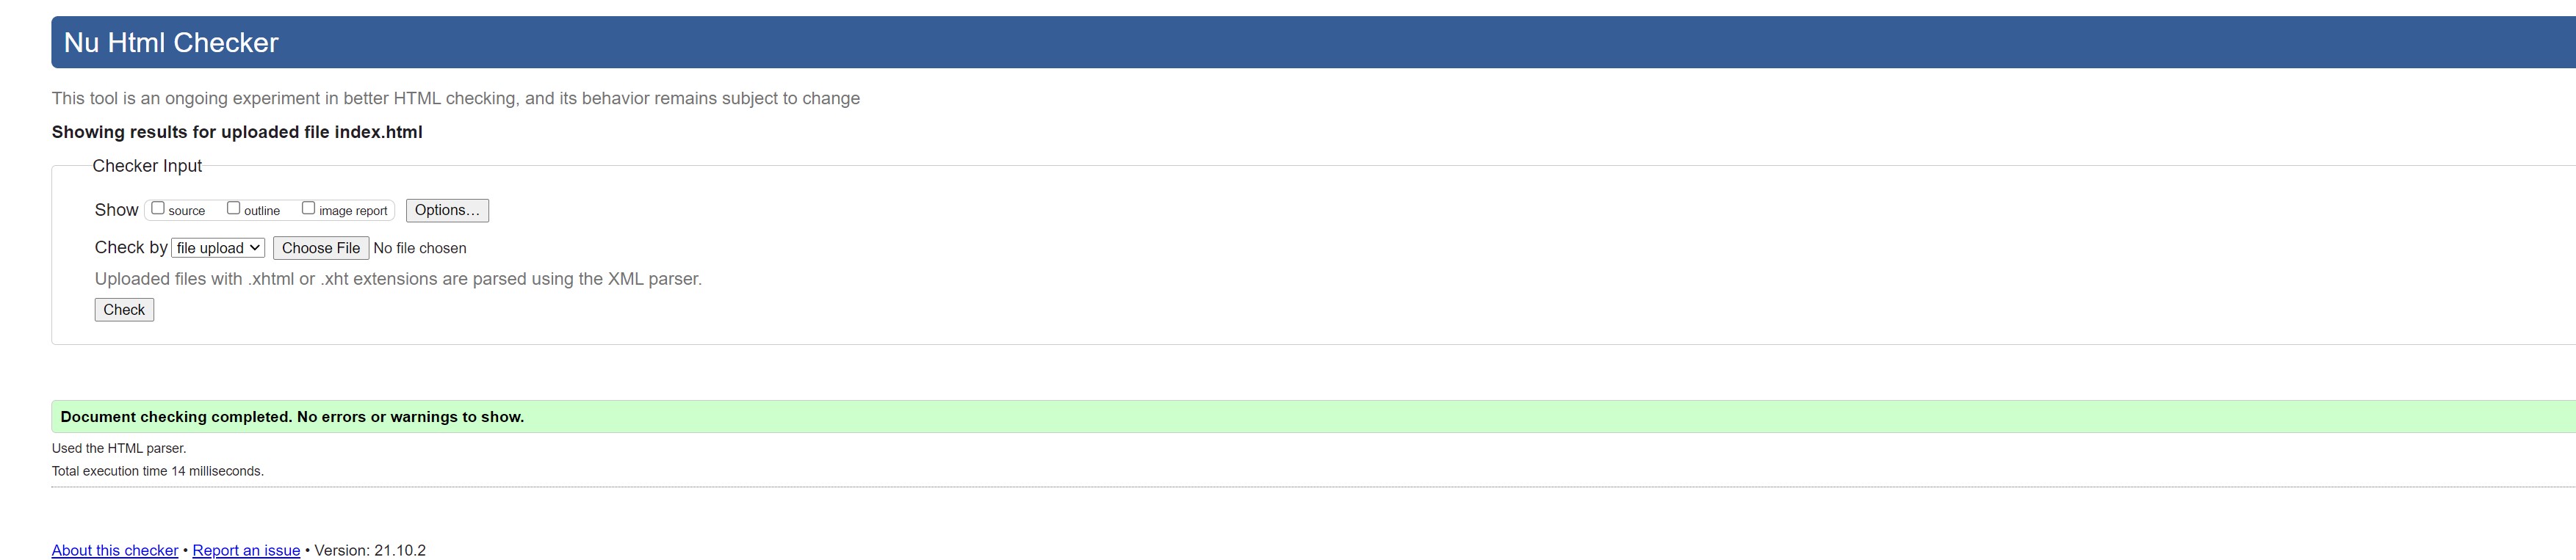 Nu Html Checker
This tool is an ongoing experiment in better HTML checking, and its behavior remains subject to change
Showing results for uploaded file index.html
Checker Input
Show source outline image report Options…
Check by file upload Choose File No file chosen
Uploaded files with .xhtml or .xht extensions are parsed using the XML parser.
Check
Document checking completed. No errors or warnings to show.
Used the HTML parser.
Total execution time 14 milliseconds.
About this checker • Report an issue • Version: 21.10.2